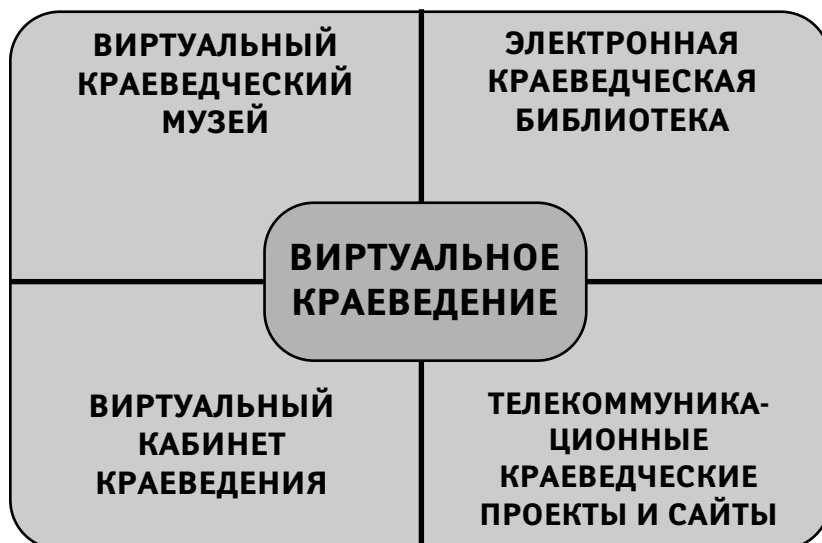 ВИРТУАЛЬНЫЙ
КРАЕВЕДЧЕСКИЙ
МУЗЕЙ
ЭЛЕКТРОННАЯ
КРАЕВЕДЧЕСКАЯ
БИБЛИОТЕКА
ВИРТУАЛЬНОЕ
КРАЕВЕДЕНИЕ
ВИРТУАЛЬНЫЙ
КАБИНЕТ
КРАЕВЕДЕНИЯ
ТЕЛЕКОММУНИКА-
ЦИОННЫЕ
КРАЕВЕДЧЕСКИЕ
ПРОЕКТЫ И САЙТЫ